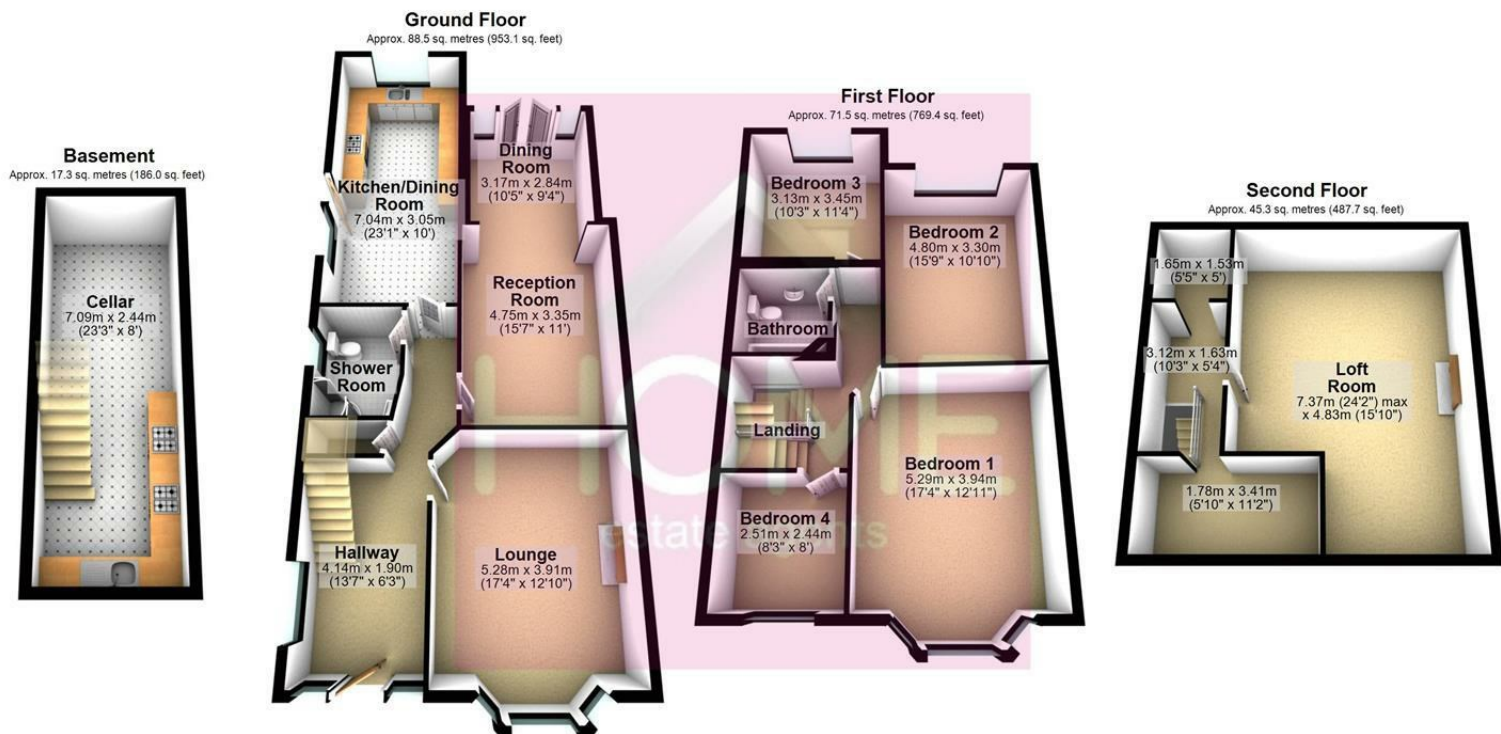 Basement
Approx. 17.3 sq. metres (186.0 sq. feet)
Cellar
7.09m x 2.44m
(23'3" x 8')
Ground Floor
Approx. 88.5 sq. metres (953.1 sq. feet)
Kitchen/Dining
Room
7.04m x 3.05m
(23'1" x 10')
Dining
Room
3.17m x 2.84m
(10'5" x 9'4")
Reception
Room
4.75m x 3.35m
(15'7" x 11')
Shower
Room
Hallway
4.14m x 1.90m
(13'7" x 6'3")
Lounge
5.28m x 3.91m
(17'4" x 12'10")
First Floor
Approx. 71.5 sq. metres (769.4 sq. feet)
Bedroom 3
3.13m x 3.45m
(10'3" x 11'4")
Bedroom 2
4.80m x 3.30m
(15'9" x 10'10")
Bathroom
Landing
Bedroom 1
5.29m x 3.94m
(17'4" x 12'11")
Bedroom 4
2.51m x 2.44m
(8'3" x 8')
Second Floor
Approx. 45.3 sq. metres (487.7 sq. feet)
1.65m x 1.53m
(5'5" x 5')
3.12m x 1.63m
(10'3" x 5'4")
Loft
Room
7.37m (24'2") max
x 4.83m (15'10")
1.78m x 3.41m
(5'10" x 11'2")
HOME
estate agents